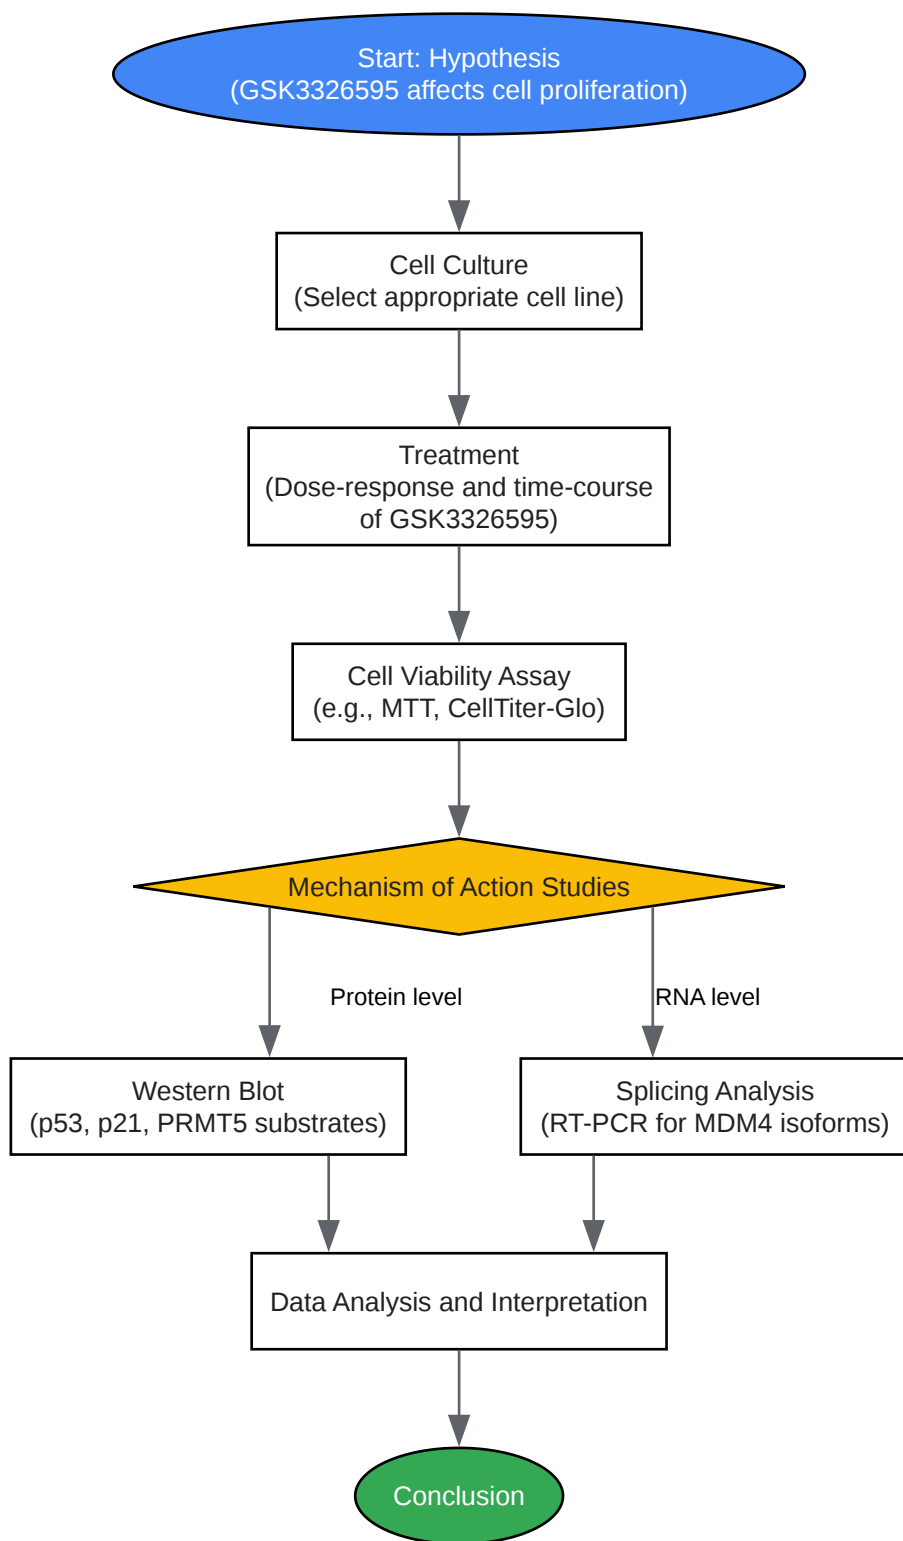 Start: Hypothesis
(GSK3326595 affects cell proliferation)
Cell Culture
(Select appropriate cell line)
Treatment
(Dose-response and time-course
of GSK3326595)
Cell Viability Assay
(e.g., MTT, CellTiter-Glo)
Mechanism of Action Studies
Protein level
RNA level
Western Blot
(p53, p21, PRMT5 substrates)
Splicing Analysis
(RT-PCR for MDM4 isoforms)
Data Analysis and Interpretation
Conclusion